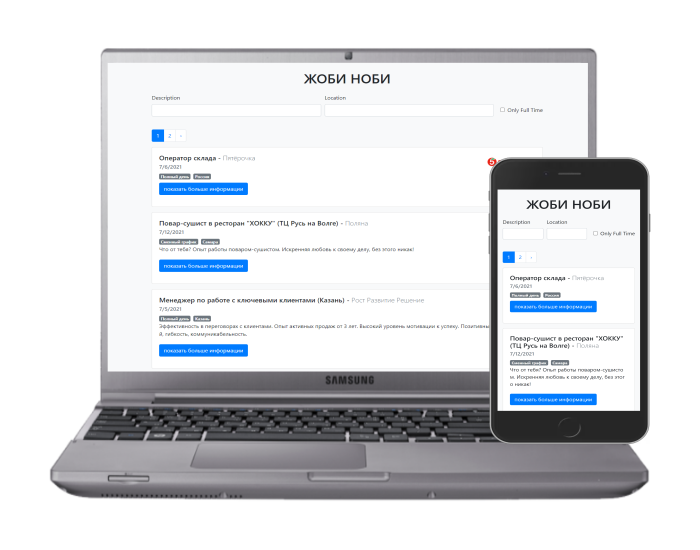 ЖОБИ НОБИ
Description
Location
Only Full Time
1 2 ›
Оператор склада - Пятёрочка
7/6/2021
Полный день Россия
показать больше информации
Повар-сушист в ресторан "ХОККУ" (ТЦ Русь на Волге) - Поляна
7/12/2021
Сменный график Самара
Что от тебя? Опыт работы поваром-сушистом. Искренняя любовь к своему делу, без этого никак!
показать больше информации
Менеджер по работе с ключевыми клиентами (Казань) - Рост Развитие Решение
7/5/2021
Полный день Казань
Эффективность в переговорах с клиентами. Опыт активных продаж от 3 лет. Высокий уровень мотивации к успеху. Позитивны
й, гибкость, коммуникабельность.
показать больше информации
SAMSUNG
ЖОБИ НОБИ
Description
Location
Only Full Time
1 2 ›
Оператор склада - Пятёрочка
7/6/2021
Полный день Россия
показать больше информации
Повар-сушист в ресторан "ХОККУ"
(ТЦ Русь на Волге) - Поляна
7/12/2021
Сменный график Самара
Что от тебя? Опыт работы поваром-сушисто
м. Искренняя любовь к своему делу, без этог
о никак!
показать больше информации